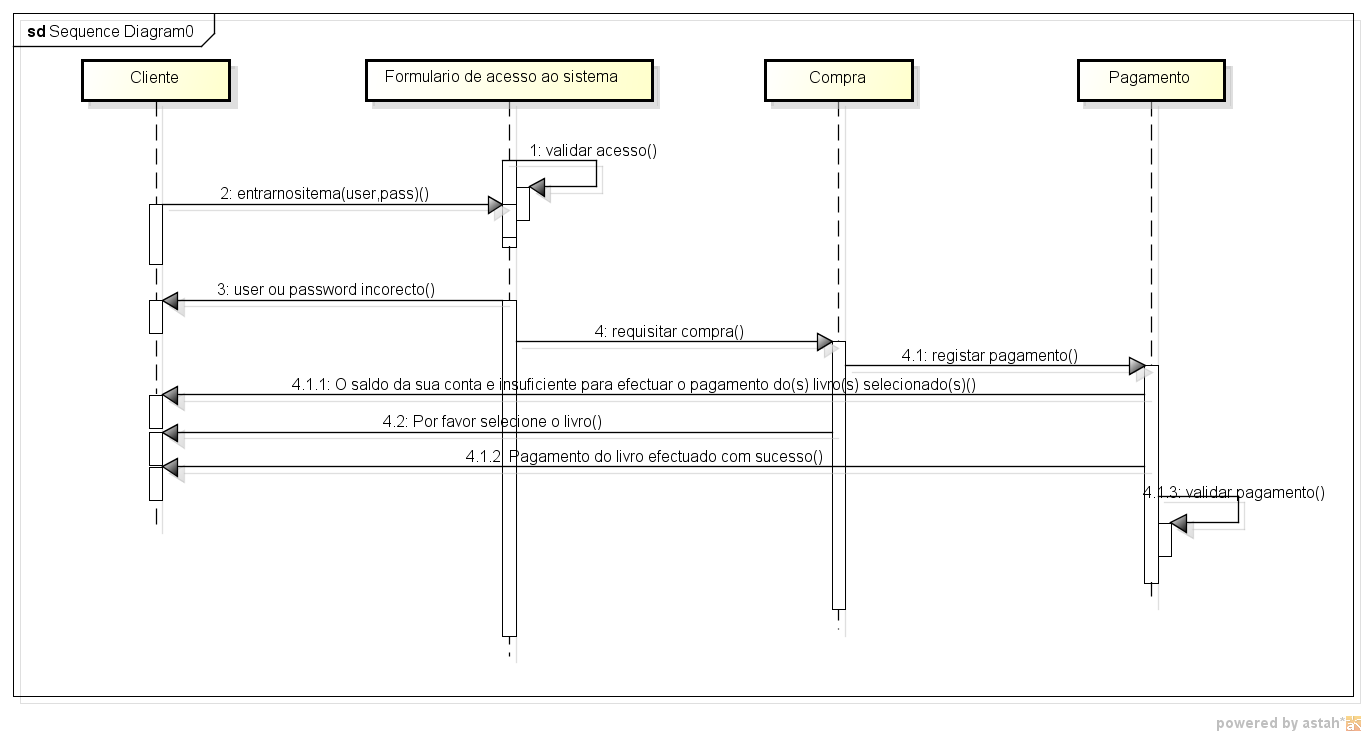 sd Sequence Diagram0
Cliente
Formulario de acesso ao sistema
Compra
Pagamento
1: validar acesso()
2: entrarnositema(user,pass)()
3: user ou password incorecto()
4: requisitar compra()
4.1: registar pagamento()
4.1.1: O saldo da sua conta e insuficiente para efectuar o pagamento do(s) livro(s) selecionado(s)()
4.2: Por favor selecione o livro()
4.1.2: Pagamento do livro efectuado com sucesso()
4.1.3: validar pagamento()
powered by astah*